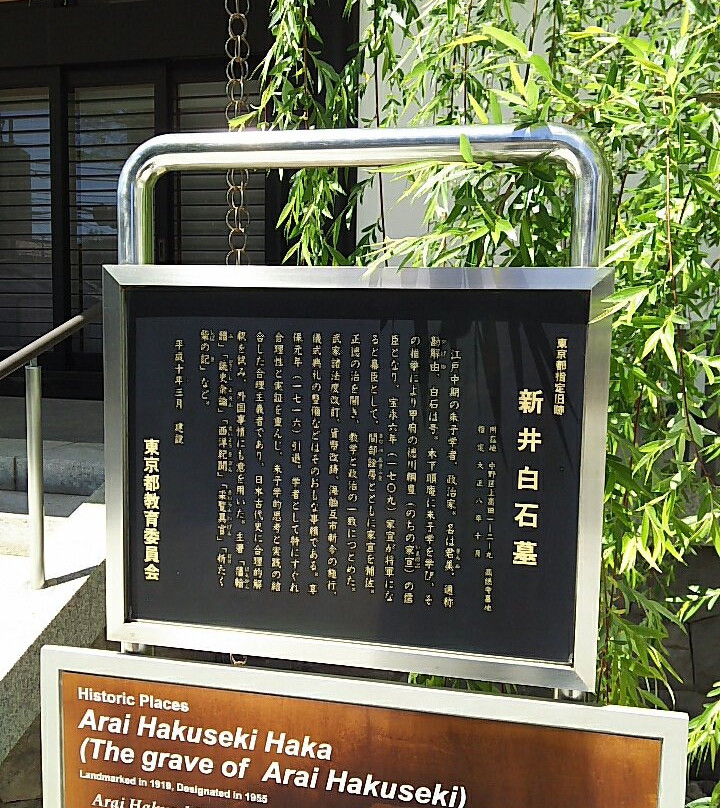 東京都指定旧跡
新井白石墓
所在地 中野区上高田一―二―九 高徳寺墓地
指定 大正八年十月
江戸中期の朱子学者、政治家。名は君美、通称
勘解由、白石は号。木下順庵に朱子学を学び、そ
の推挙により甲府の徳川綱豊(のちの家宣)の儒
臣となり、宝永六年(一七〇九)家宣が将軍にな
ると幕臣として、間部詮房とともに家宣を補佐。
正徳の治を開き、教学と政治の一致につとめた。
武家諸法度改訂、貨幣改鋳、海舶互市新令の施行、
儀式典礼の整備などはそのおもな事績である。享
保元年(一七一六)引退。学者として特にすぐれ
合理性と実証を重んじ、朱子学的思考と実践の結
合した合理主義者であり、日本古代史に合理的解
釈を試み、外国事情にも意を用いた。主著「藩翰
譜」「読史余論」「西洋紀聞」「采覧異言」「折たく
柴の記」など。
平成十年三月 建設
東京都教育委員会
Historic Places
Arai Hakuseki Haka
(The grave of Arai Hakuseki)
Landmarked in 1919, Designated in 1955
Arai